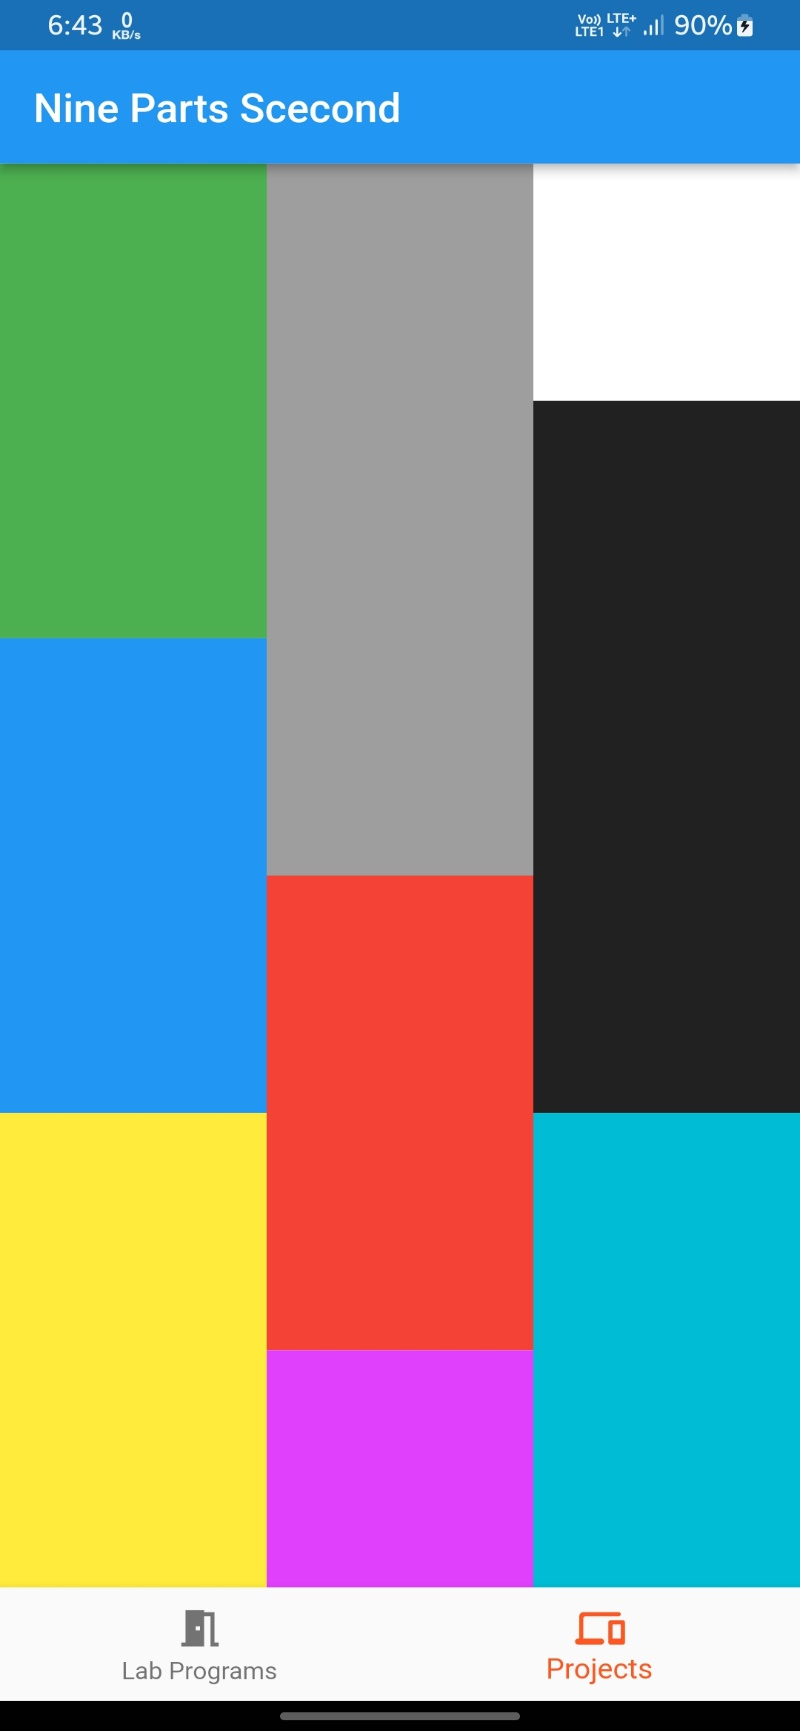 6:43 0 KB/s Vo)) LTE+ LTE1 90%
Nine Parts Scecond
Lab Programs
Projects